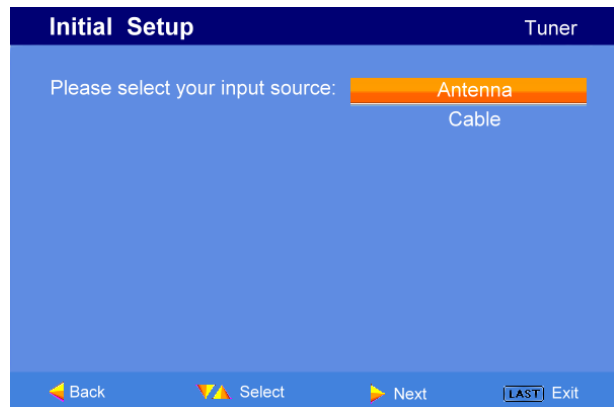 Initial Setup Tuner
Please select your input source: Antenna
Cable
Back Select Next LAST Exit